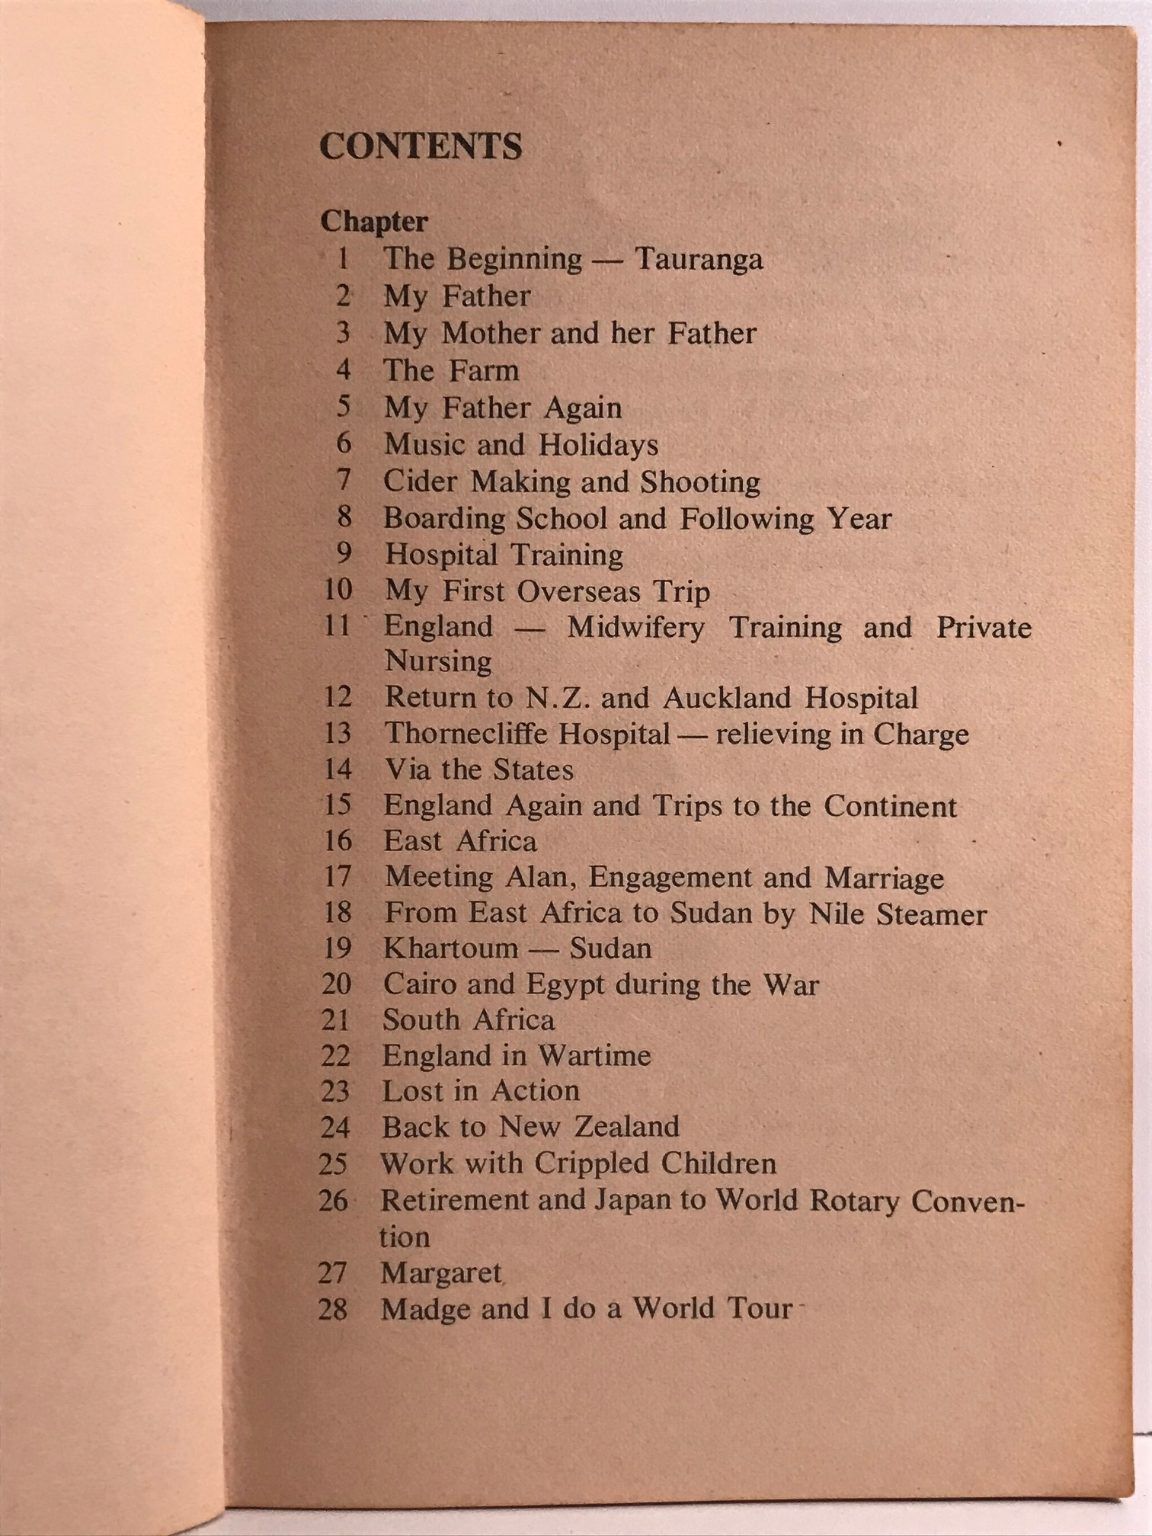 CONTENTS
Chapter
1 The Beginning — Tauranga
2 My Father
3 My Mother and her Father
4 The Farm
5 My Father Again
6 Music and Holidays
7 Cider Making and Shooting
8 Boarding School and Following Year
9 Hospital Training
10 My First Overseas Trip
11 England — Midwifery Training and Private
Nursing
12 Return to N.Z. and Auckland Hospital
13 Thornecliffe Hospital — relieving in Charge
14 Via the States
15 England Again and Trips to the Continent
16 East Africa
17 Meeting Alan, Engagement and Marriage
18 From East Africa to Sudan by Nile Steamer
19 Khartoum — Sudan
20 Cairo and Egypt during the War
21 South Africa
22 England in Wartime
23 Lost in Action
24 Back to New Zealand
25 Work with Crippled Children
26 Retirement and Japan to World Rotary Conven-
tion
27 Margaret
28 Madge and I do a World Tour